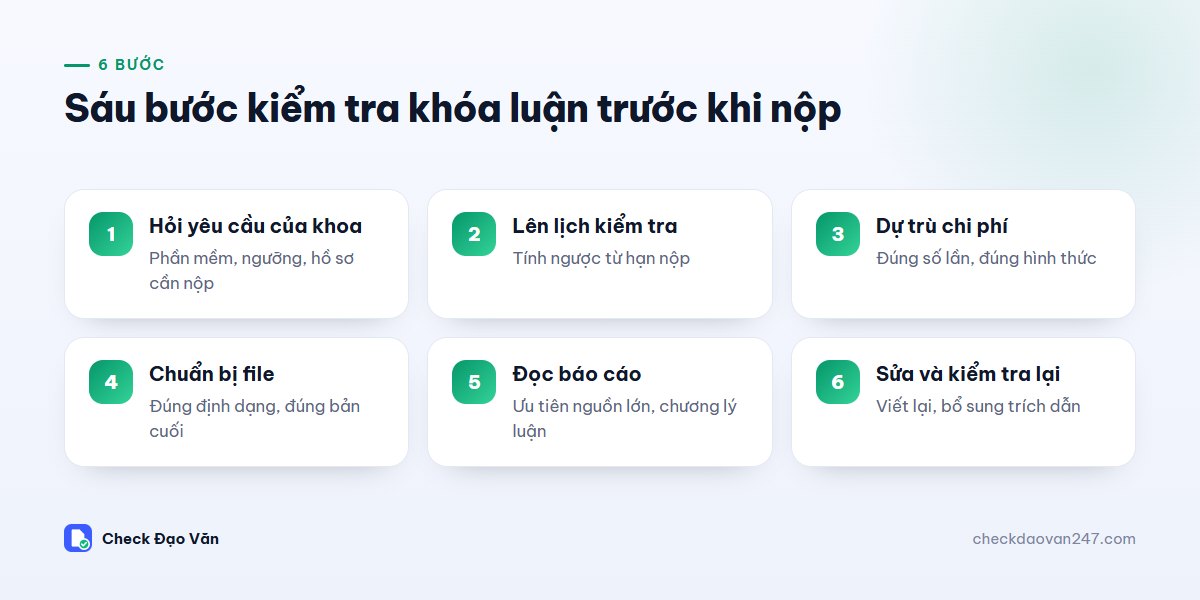 6 BƯỚC
Sáu bước kiểm tra khóa luận trước khi nộp
1
Hỏi yêu cầu của khoa
Phần mềm, ngưỡng, hồ sơ
cần nộp
2
Lên lịch kiểm tra
Tính ngược từ hạn nộp
3
Dự trù chi phí
Đúng số lần, đúng hình thức
4
Chuẩn bị file
Đúng định dạng, đúng bản
cuối
5
Đọc báo cáo
Ưu tiên nguồn lớn, chương lý
luận
6
Sửa và kiểm tra lại
Viết lại, bổ sung trích dẫn
Check Đạo Văn
checkdaovan247.com